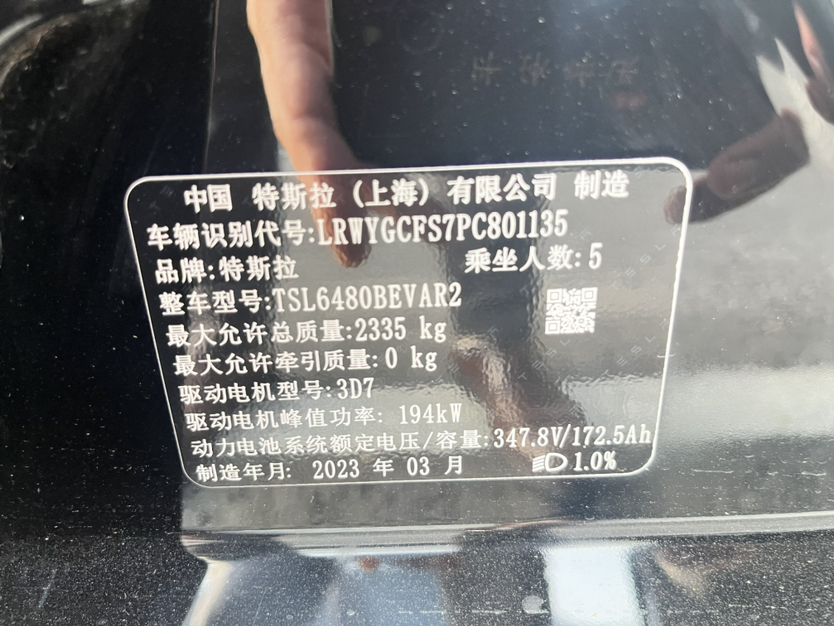 中国 特斯拉(上海)有限公司 制造
车辆识别代号:LRWYGCFS7PC801135
品牌:特斯拉 乘坐人数:5
整车型号:TSL6480BEVAR2
最大允许总质量:2335 kg
最大允许牵引质量:0 kg
驱动电机型号:3D7
驱动电机峰值功率: 194kW
动力电池系统额定电压/容量:347.8V/172.5Ah
制造年月: 2023 年 03 月 1.0%